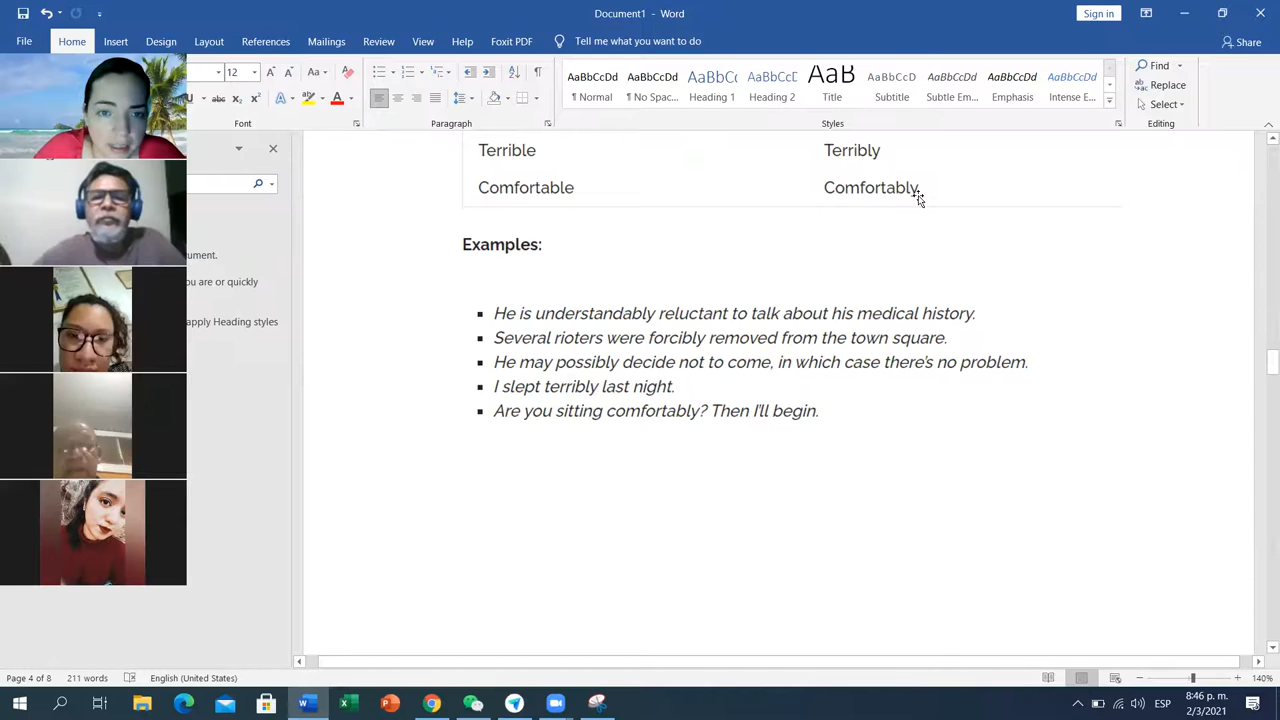 Document1 - Word
Sign in
File Home Insert Design Layout References Mailings Review View Help Foxit PDF Tell me what you want to do Share
12 Aa
AaBbCcDd AaBbCcDd AaBbCc AaBbCcD AaB AaBbCcD AaBbCcDd AaBbCcDd AaBbCcDd
¶ Normal ¶ No Spac... Heading 1 Heading 2 Title Subtitle Subtle Em... Emphasis Intense E...
Find
Replace
Select
Font Paragraph Styles Editing
Terrible Terribly
Comfortable Comfortably
Examples:
ument.
ou are or quickly
apply Heading styles
▪ He is understandably reluctant to talk about his medical history.
▪ Several rioters were forcibly removed from the town square.
▪ He may possibly decide not to come, in which case there's no problem.
▪ I slept terribly last night.
▪ Are you sitting comfortably? Then I'll begin.
Page 4 of 8 211 words English (United States) 140%
ESP
8:46 p. m.
2/3/2021